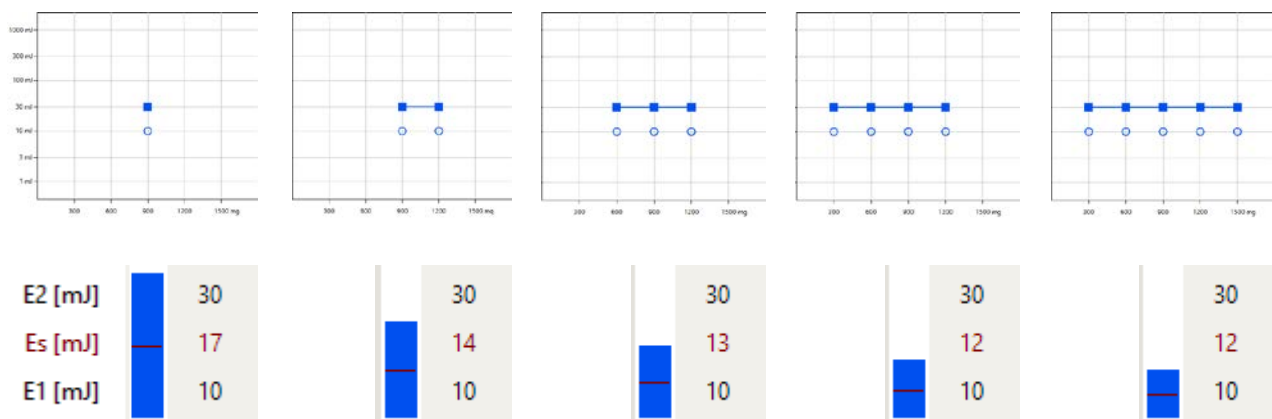 1000 mJ
300 mJ
100 mJ
30 mJ
10 mJ
3 mJ
1 mJ
300 600 900 1200 1500 mg
300 600 900 1200 1500 mg
300 600 900 1200 1500 mg
300 600 900 1200 1500 mg
300 600 900 1200 1500 mg
E2 [mJ] 30 30 30 30 30
Es [mJ] 17 14 13 12 12
E1 [mJ] 10 10 10 10 10